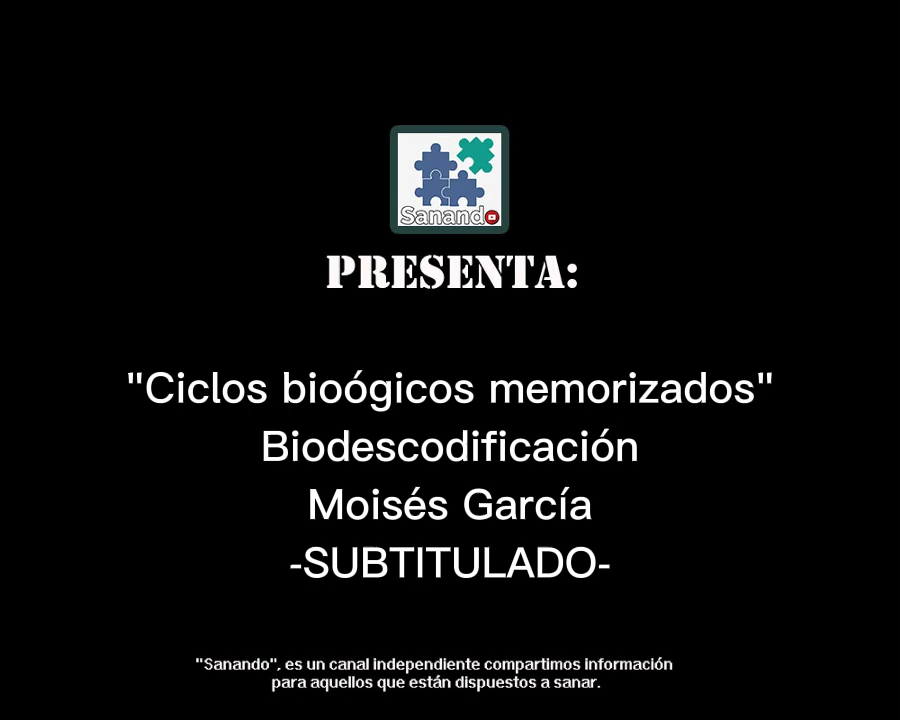 Sanando
PRESENTA:
"Ciclos bioógicos memorizados"
Biodescodificación
Moisés García
-SUBTITULADO-
"Sanando", es un canal independiente compartimos información
para aquellos que están dispuestos a sanar.